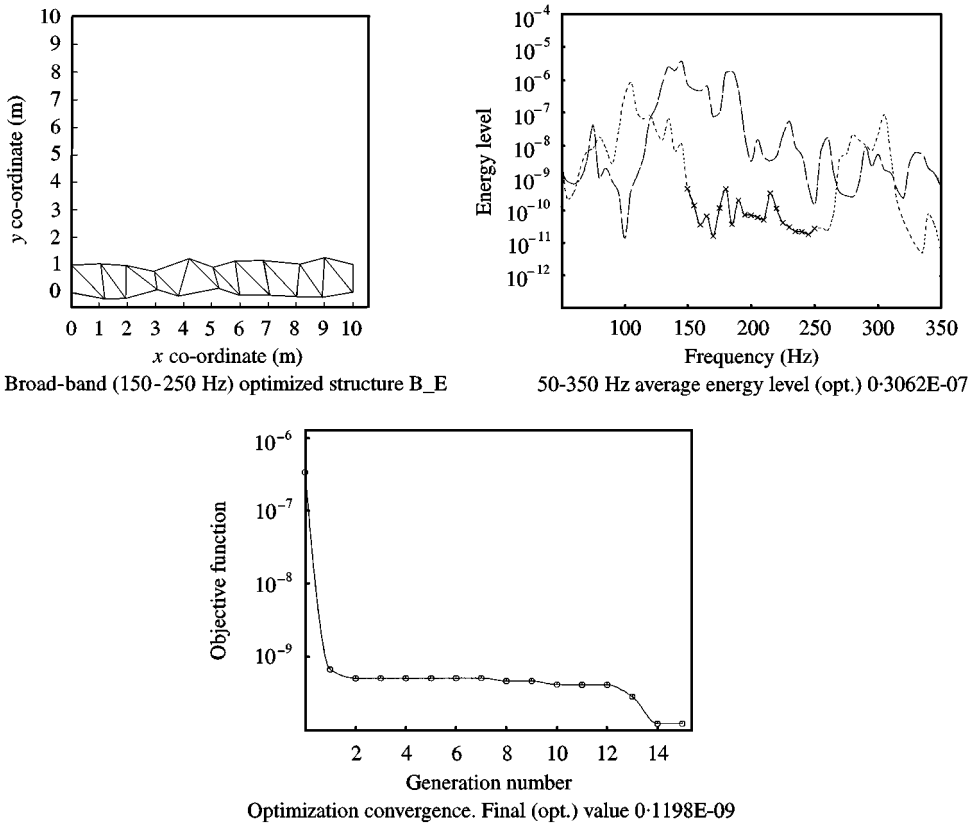 10
9
8
7
6
5
4
3
2
1
0
y co-ordinate (m)
0 1 2 3 4 5 6 7 8 9 10
x co-ordinate (m)
Broad-band (150-250 Hz) optimized structure B_E
10⁻⁴
10⁻⁵
10⁻⁶
10⁻⁷
10⁻⁸
10⁻⁹
10⁻¹⁰
10⁻¹¹
10⁻¹²
Energy level
100 150 200 250 300 350
Frequency (Hz)
50-350 Hz average energy level (opt.) 0·3062E-07
10⁻⁶
10⁻⁷
10⁻⁸
10⁻⁹
Objective function
2 4 6 8 10 12 14
Generation number
Optimization convergence. Final (opt.) value 0·1198E-09